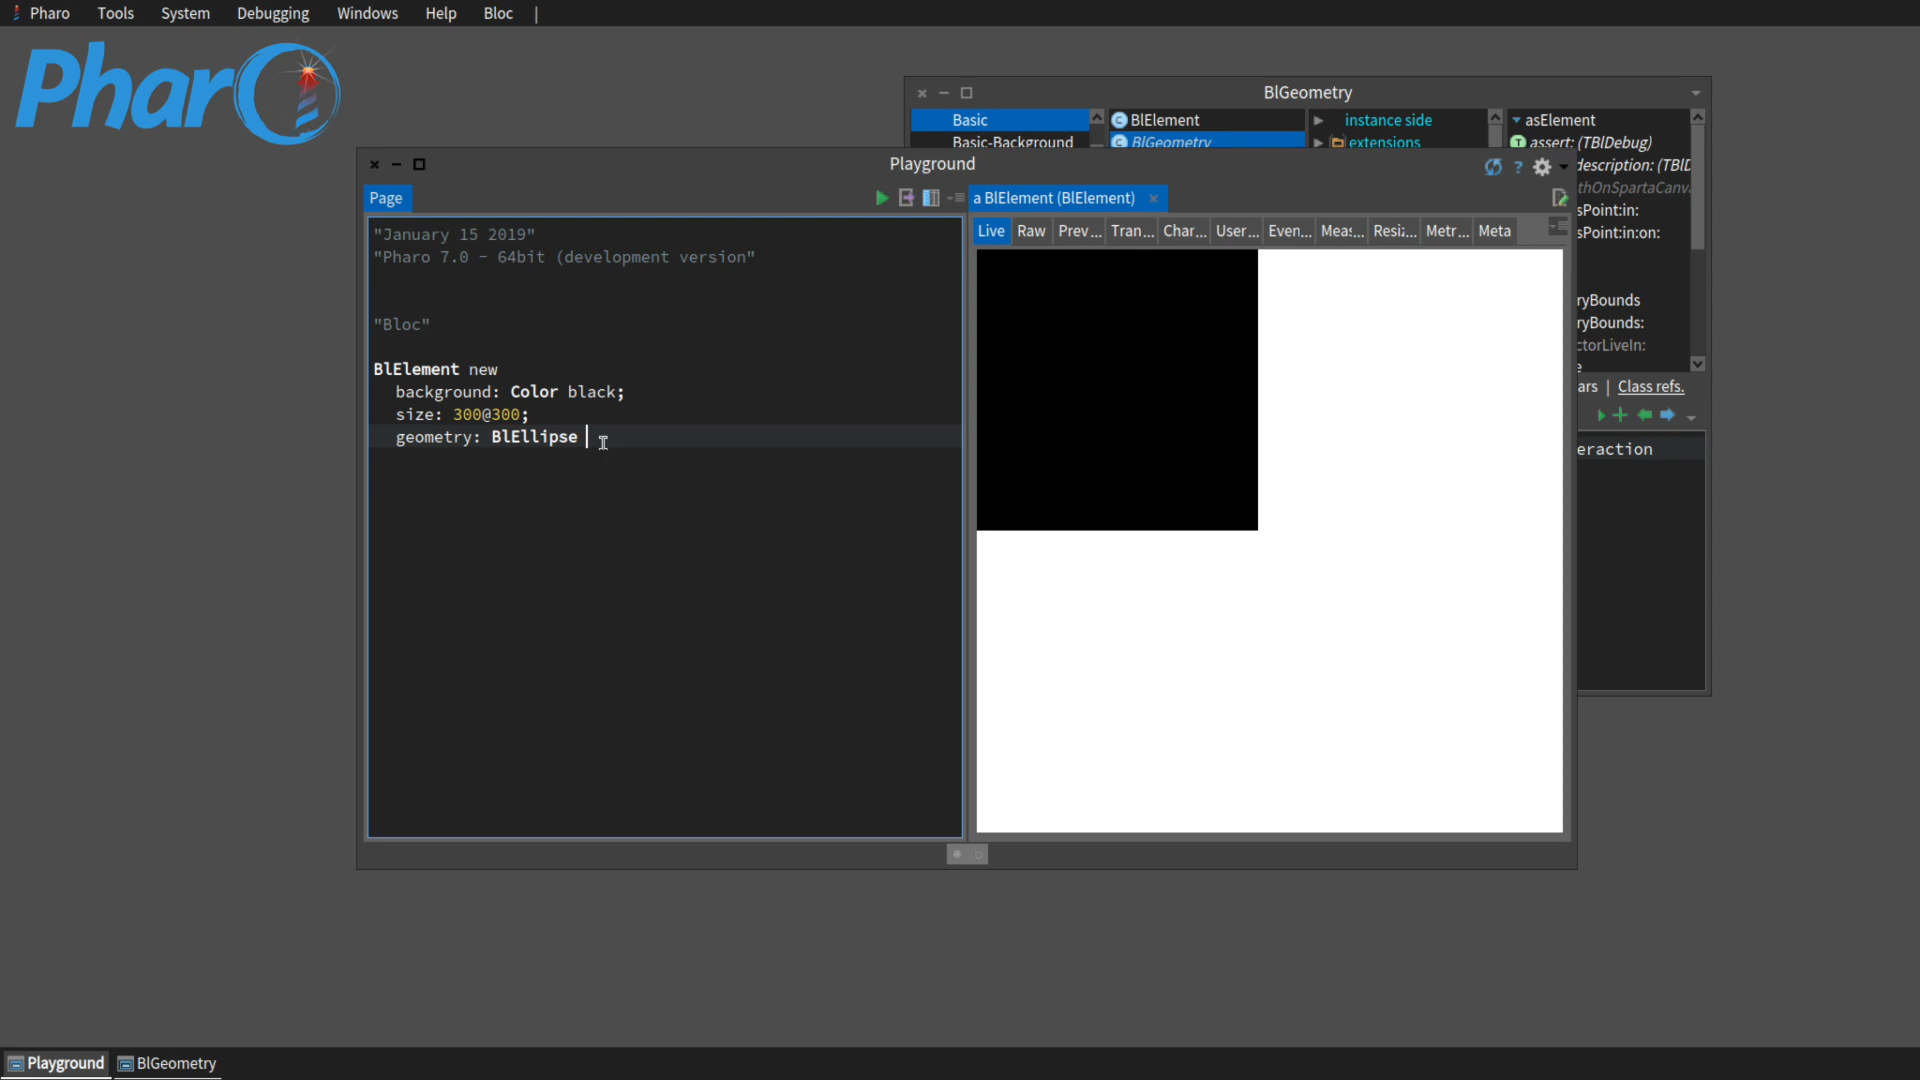 Pharo Tools System Debugging Windows Help Bloc
Pharo
BlGeometry
Basic BlElement instance side asElement
Basic-Background BlGeometry extensions assert: (TBlDebug)
Playground
description: (TBlD
Page a BlElement (BlElement)
thOnSpartaCanv
sPoint:in:
Live Raw Prev... Tran... Char... User... Even... Meas... Resiz... Metr... Meta
sPoint:in:on:
"January 15 2019"
"Pharo 7.0 - 64bit (development version"
ryBounds
ryBounds:
"Bloc"
ctorLiveIn:
e
BlElement new
ars | Class refs.
background: Color black;
size: 300@300;
geometry: BlEllipse
eraction
Playground BlGeometry